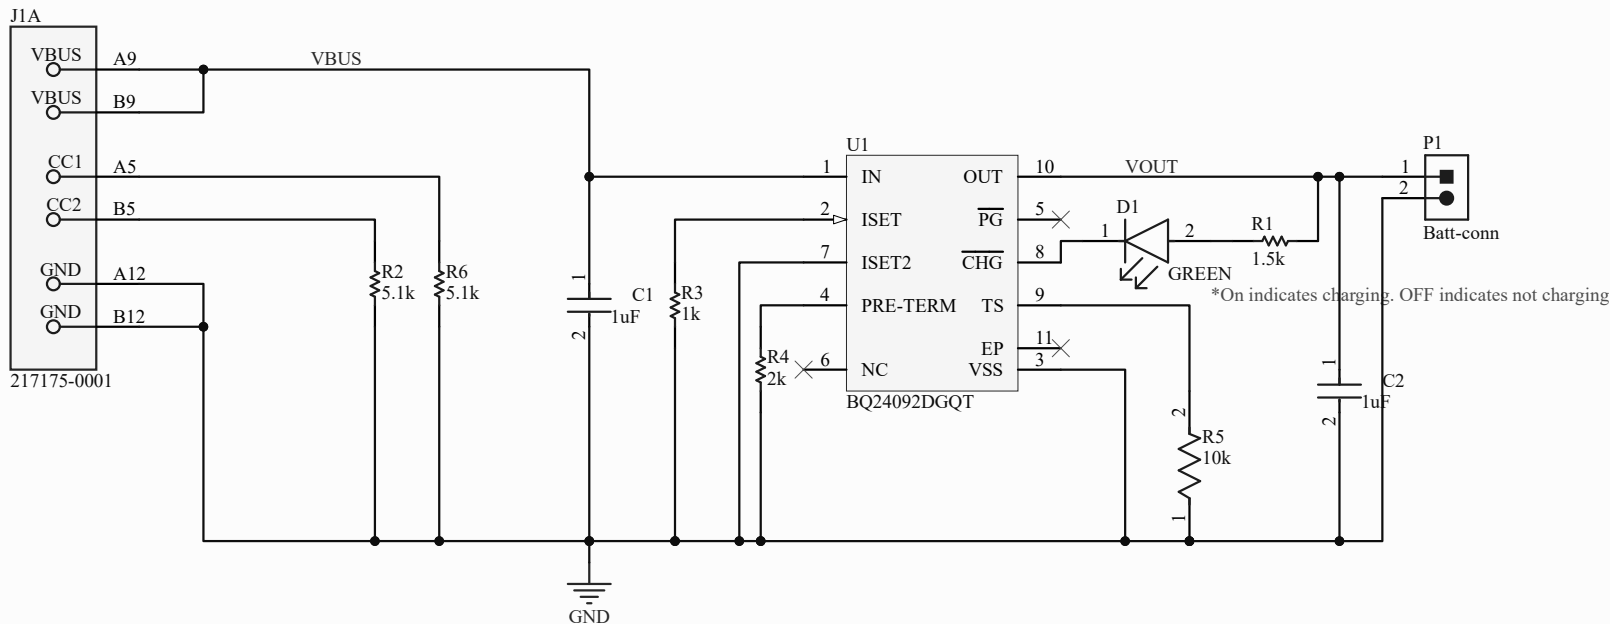 J1A
VBUS A9
VBUS
VBUS B9
CC1 A5
CC2 B5
GND A12
GND B12
217175-0001
R2
5.1k
R6
5.1k
1
C1
1uF
2
R3
1k
R4
2k
GND
U1
1 IN OUT 10
2 ISET PG 5
7 ISET2 CHG 8
4 PRE-TERM TS 9
EP 11
6 NC VSS 3
BQ24092DGQT
VOUT
D1
1 2
GREEN
R1
1.5k
*On indicates charging. OFF indicates not charging
2
R5
10k
1
1
C2
1uF
2
P1
1
2
Batt-conn